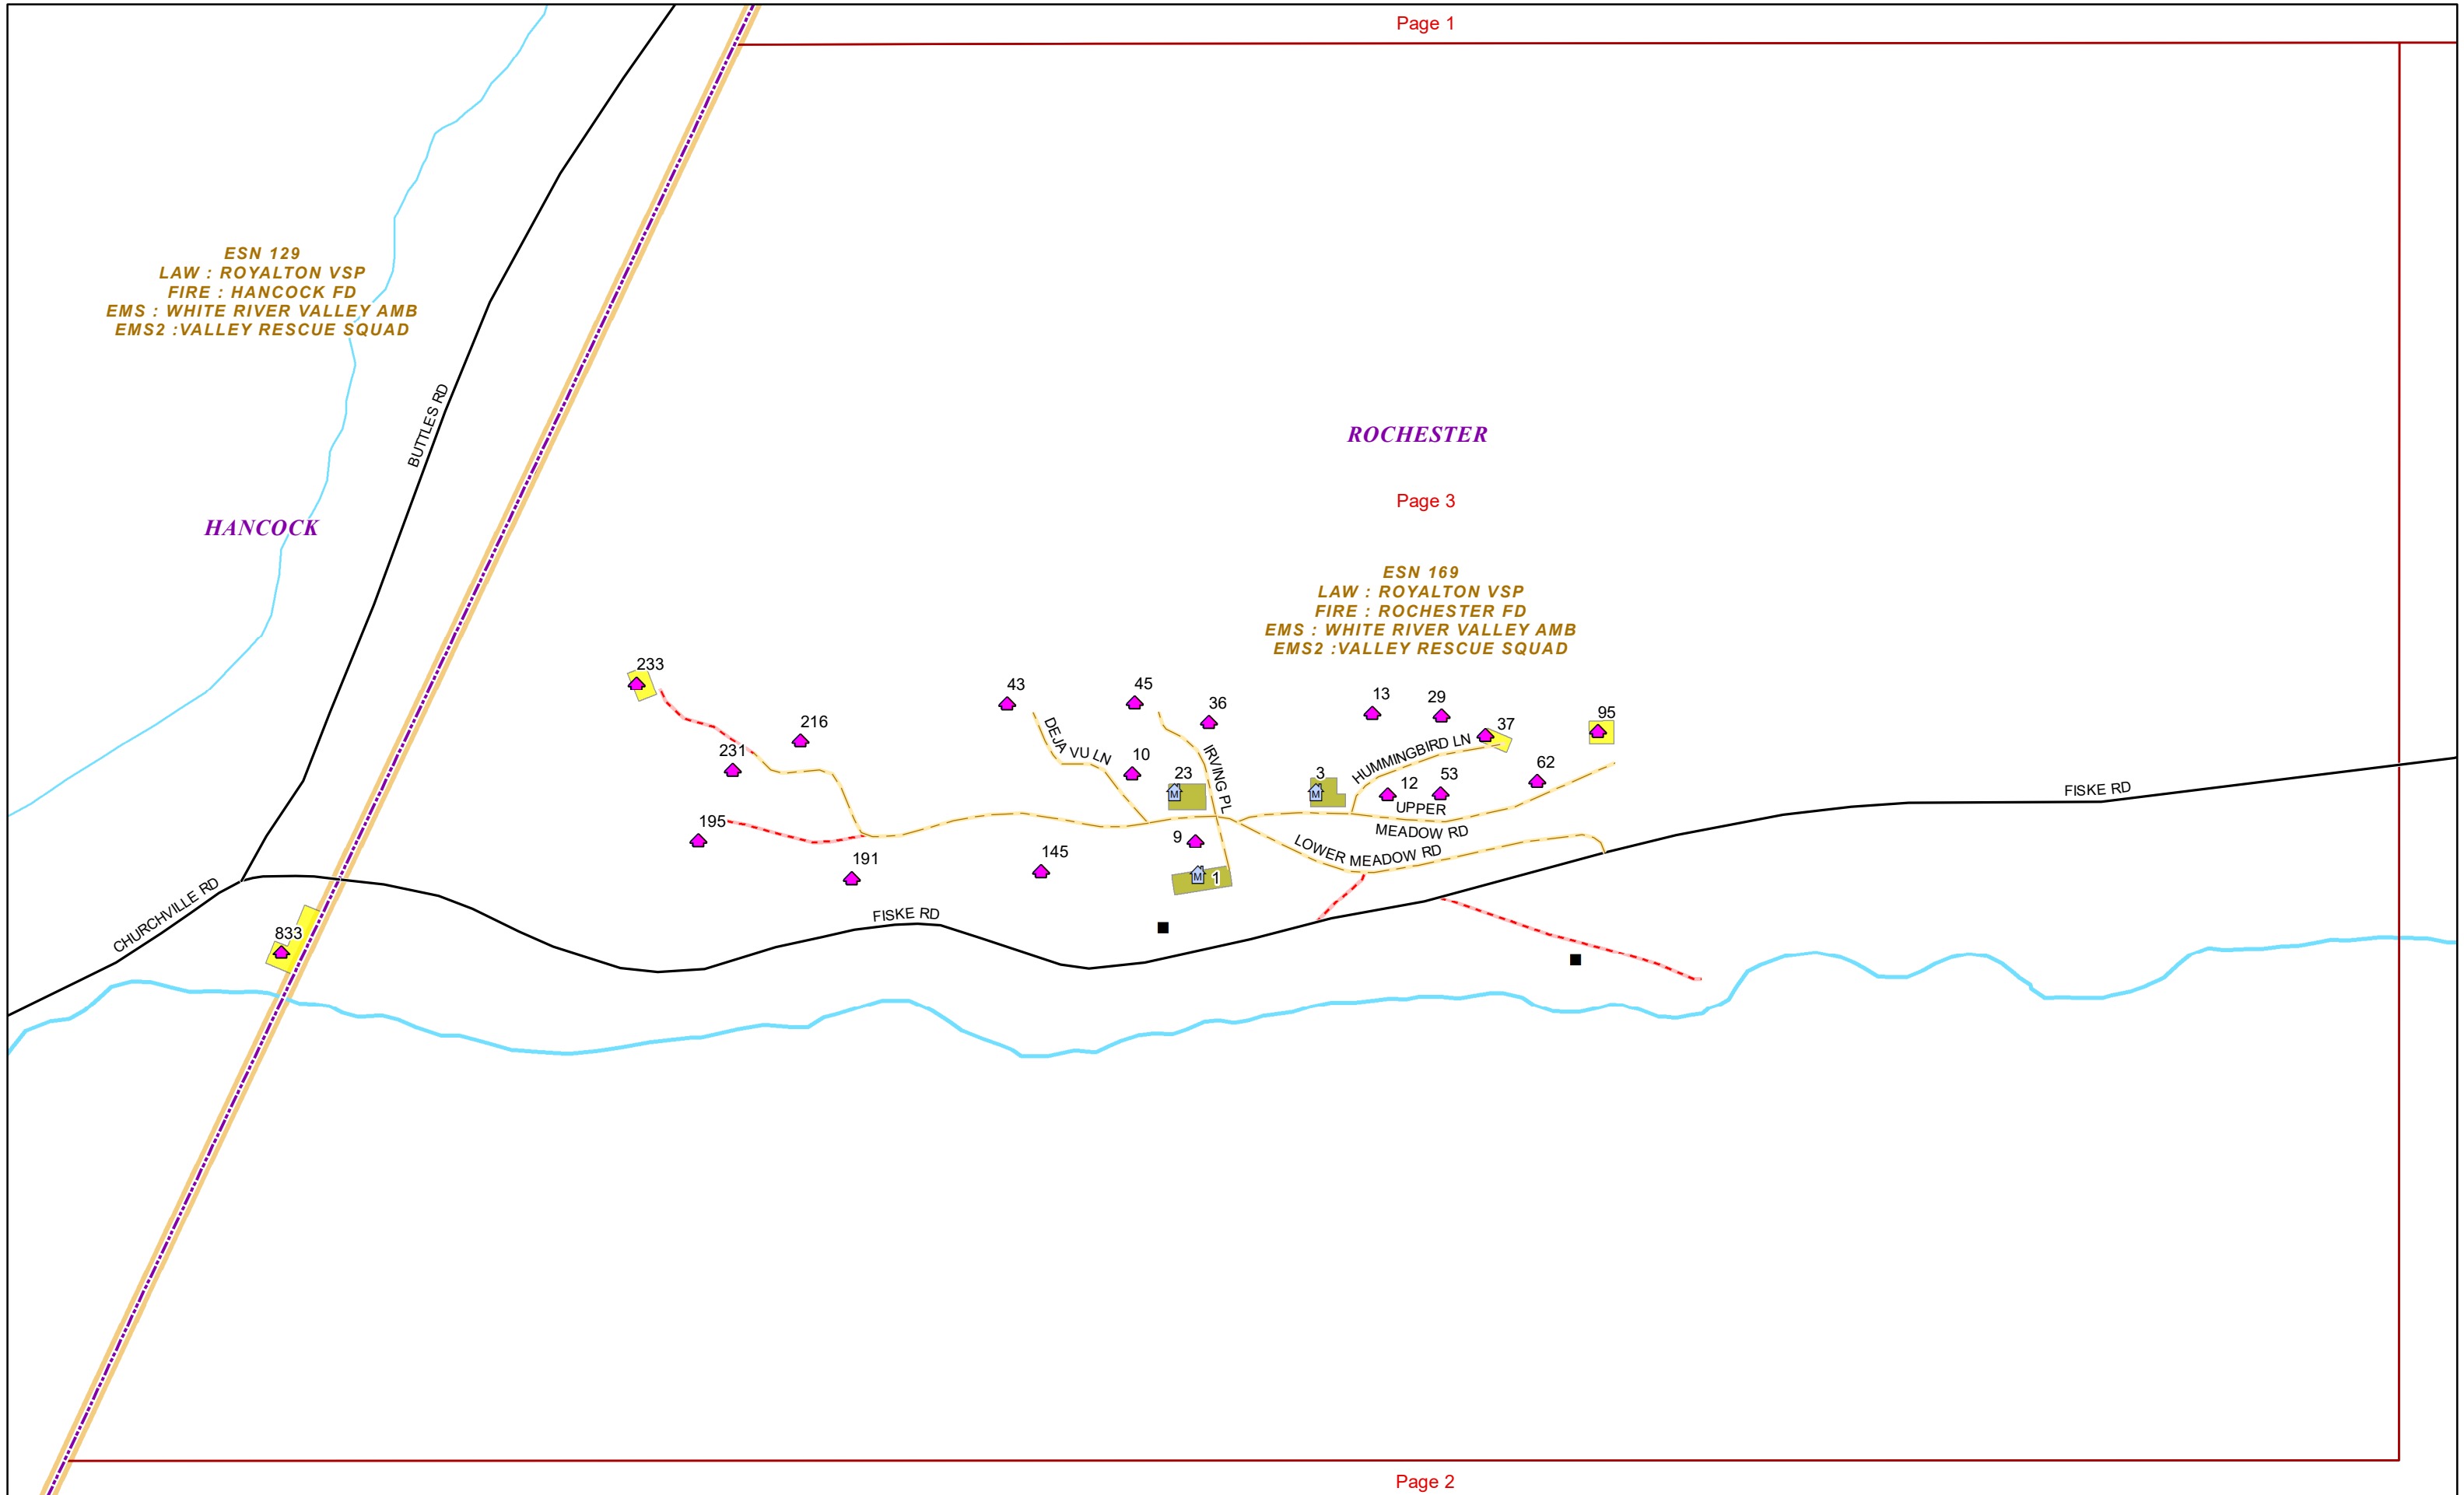 Page 1
ESN 129
LAW : ROYALTON VSP
FIRE : HANCOCK FD
EMS : WHITE RIVER VALLEY AMB
EMS2 :VALLEY RESCUE SQUAD
BUTTLES RD
ROCHESTER
Page 3
HANCOCK
ESN 169
LAW : ROYALTON VSP
FIRE : ROCHESTER FD
EMS : WHITE RIVER VALLEY AMB
EMS2 :VALLEY RESCUE SQUAD
233
43
45
36
13
29
37
95
216
231
DEJA VU LN
10
23
IRVING PL
3
HUMMINGBIRD LN
12
53
62
UPPER
MEADOW RD
FISKE RD
195
191
145
9
M
M
M
1
LOWER MEADOW RD
CHURCHVILLE RD
FISKE RD
833
Page 2